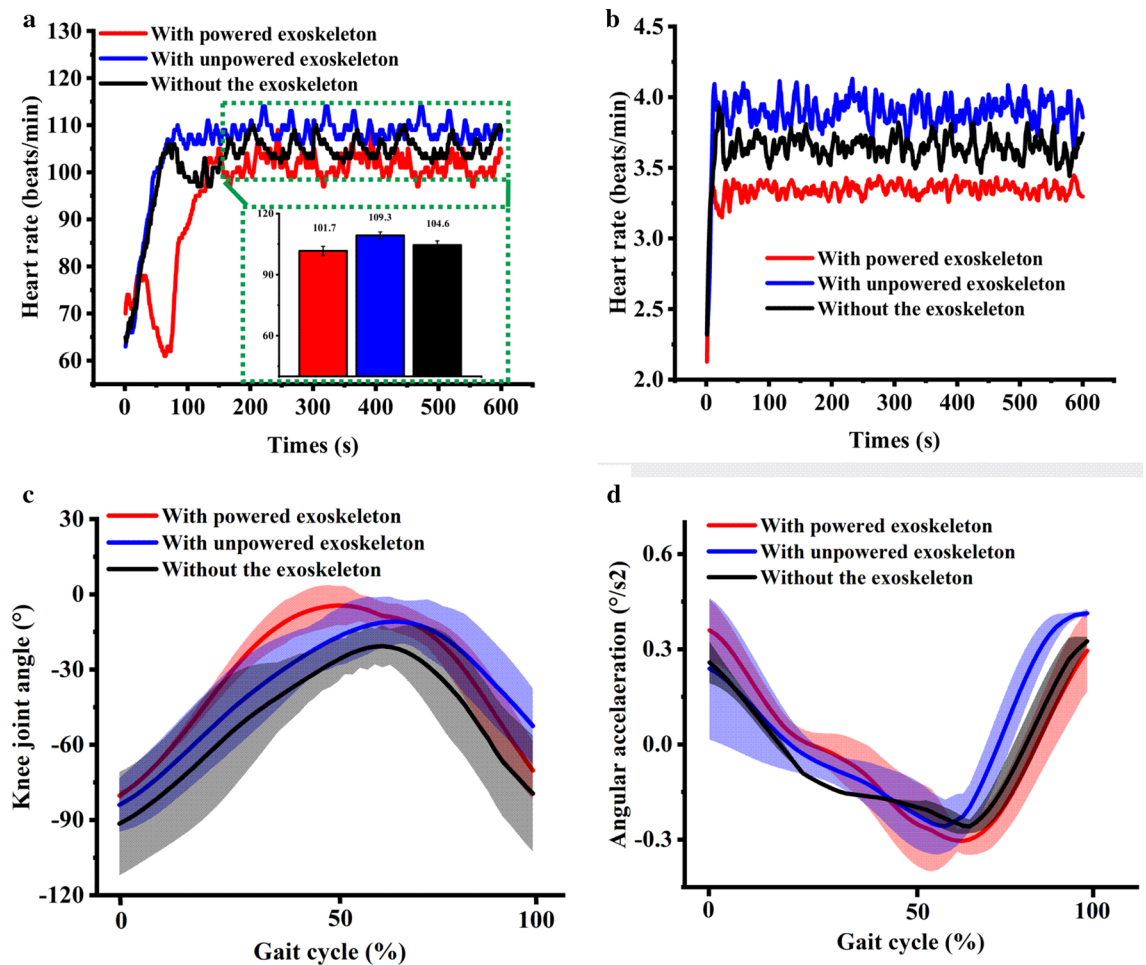 a
130
120
110
100
90
80
70
60
Heart rate (beats/min)
With powered exoskeleton
With unpowered exoskeleton
Without the exoskeleton
120
90
60
101.7
109.3
104.6
0
100
200
300
400
500
600
Times (s)
b
4.5
4.0
3.5
3.0
2.5
2.0
Heart rate (beats/min)
With powered exoskeleton
With unpowered exoskeleton
Without the exoskeleton
0
100
200
300
400
500
600
Times (s)
c
30
0
-30
-60
-90
-120
Knee joint angle (°)
With powered exoskeleton
With unpowered exoskeleton
Without the exoskeleton
0
50
100
Gait cycle (%)
d
0.6
0.3
0.0
-0.3
Angular accelaeration (°/s2)
With powered exoskeleton
With unpowered exoskeleton
Without the exoskeleton
0
50
100
Gait cycle (%)